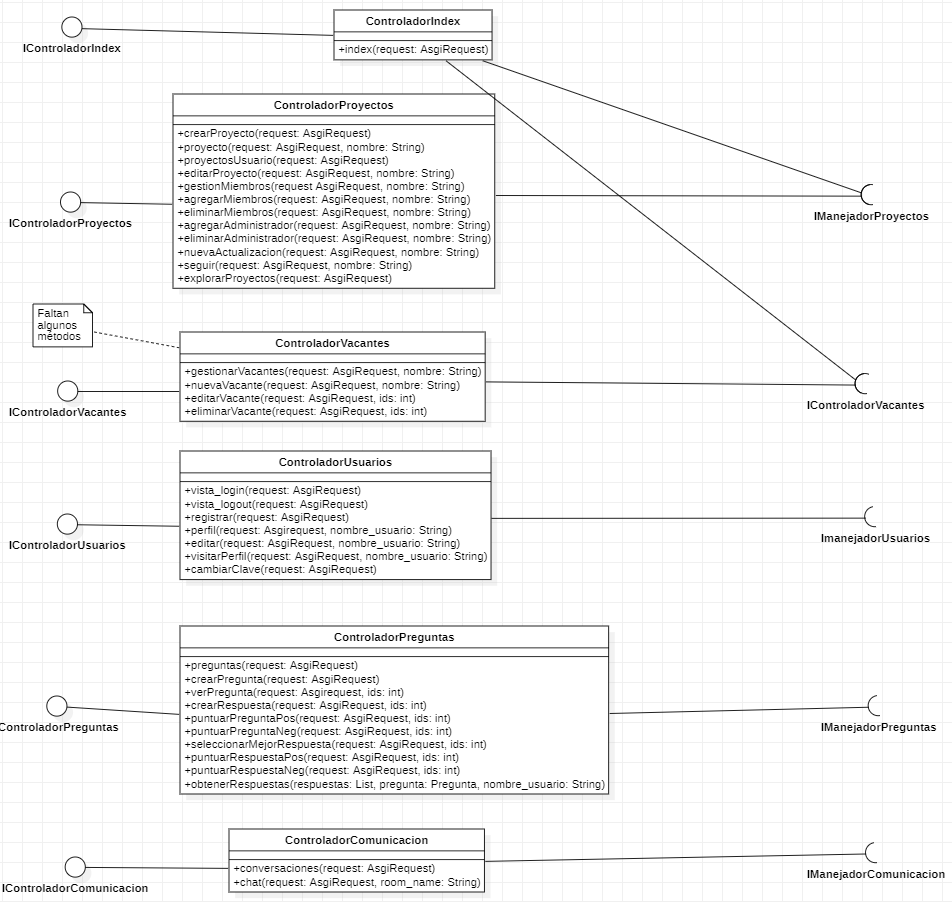 ControladorIndex
+index(request: AsgiRequest)
IControladorIndex
ControladorProyectos
+crearProyecto(request: AsgiRequest)
+proyecto(request: AsgiRequest, nombre: String)
+proyectosUsuario(request: AsgiRequest)
+editarProyecto(request: AsgiRequest, nombre: String)
+gestionMiembros(request AsgiRequest, nombre: String)
+agregarMiembros(request: AsgiRequest, nombre: String)
+eliminarMiembros(request: AsgiRequest, nombre: String)
+agregarAdministrador(request: AsgiRequest, nombre: String)
+eliminarAdministrador(request: AsgiRequest, nombre: String)
+nuevaActualizacion(request: AsgiRequest, nombre: String)
+seguir(request: AsgiRequest, nombre: String)
+explorarProyectos(request: AsgiRequest)
IControladorProyectos
IManejadorProyectos
Faltan
algunos
métodos
ControladorVacantes
+gestionarVacantes(request: AsgiRequest, nombre: String)
+nuevaVacante(request: AsgiRequest, nombre: String)
+editarVacante(request: AsgiRequest, ids: int)
+eliminarVacante(request: AsgiRequest, ids: int)
IControladorVacantes
IControladorVacantes
ControladorUsuarios
+vista_login(request: AsgiRequest)
+vista_logout(request: AsgiRequest)
+registrar(request: AsgiRequest)
+perfil(request: Asgirequest, nombre_usuario: String)
+editar(request: AsgiRequest, nombre_usuario: String)
+visitarPerfil(request: AsgiRequest, nombre_usuario: String)
+cambiarClave(request: AsgiRequest)
IControladorUsuarios
ImanejadorUsuarios
ControladorPreguntas
+preguntas(request: AsgiRequest)
+crearPregunta(request: AsgiRequest)
+verPregunta(request: Asgirequest, ids: int)
+crearRespuesta(request: AsgiRequest, ids: int)
+puntuarPreguntaPos(request: AsgiRequest, ids: int)
+puntuarPreguntaNeg(request: AsgiRequest, ids: int)
+seleccionarMejorRespuesta(request: AsgiRequest, ids: int)
+puntuarRespuestaPos(request: AsgiRequest, ids: int)
+puntuarRespuestaNeg(request: AsgiRequest, ids: int)
+obtenerRespuestas(respuestas: List, pregunta: Pregunta, nombre_usuario: String)
ControladorPreguntas
IManejadorPreguntas
ControladorComunicacion
+conversaciones(request: AsgiRequest)
+chat(request: AsgiRequest, room_name: String)
IControladorComunicacion
IManejadorComunicacion